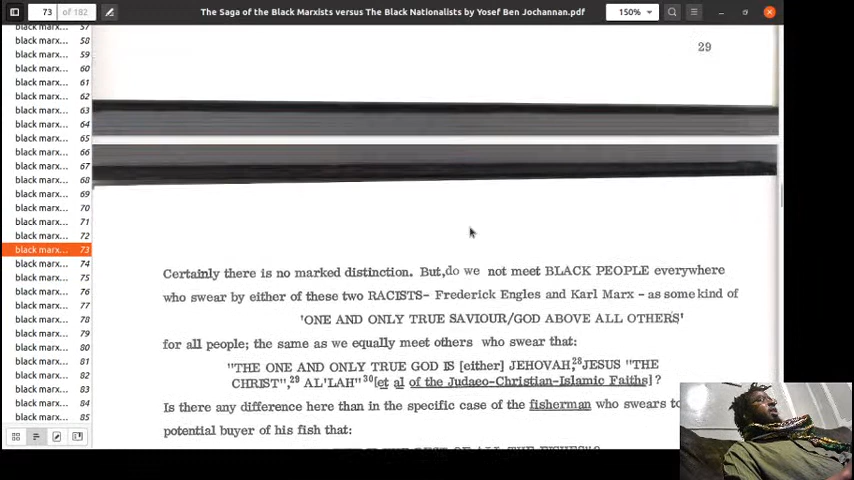 The Saga of the Black Marxists versus The Black Nationalists by Yosef Ben Jochannan.pdf
73 of 182
150%
black marx... 58
black marx... 59
black marx... 60
black marx... 61
black marx... 62
black marx... 63
black marx... 64
black marx... 65
black marx... 66
black marx... 67
black marx... 68
black marx... 69
black marx... 70
black marx... 71
black marx... 72
black marx... 73
black marx... 74
black marx... 75
black marx... 76
black marx... 77
black marx... 78
black marx... 79
black marx... 80
black marx... 81
black marx... 82
black marx... 83
black marx... 84
black marx... 85
29
Certainly there is no marked distinction. But,do we not meet BLACK PEOPLE everywhere
who swear by either of these two RACISTS- Frederick Engles and Karl Marx - as some kind of
'ONE AND ONLY TRUE SAVIOUR/GOD ABOVE ALL OTHERS'
for all people; the same as we equally meet others who swear that:
"THE ONE AND ONLY TRUE GOD IS [either] JEHOVAH,28 JESUS "THE
CHRIST",29 AL'LAH"30 [et al of the Judaeo-Christian-Islamic Faiths]?
Is there any difference here than in the specific case of the fisherman who swears to
potential buyer of his fish that: